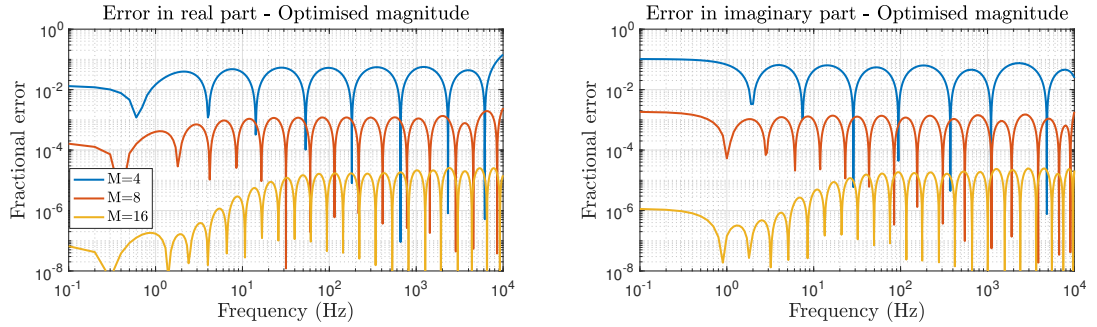 Error in real part - Optimised magnitude
Fractional error
10^0
10^-2
10^-4
10^-6
10^-8
M=4
M=8
M=16
10^-1
10^0
10^1
10^2
10^3
10^4
Frequency (Hz)
Error in imaginary part - Optimised magnitude
Fractional error
10^0
10^-2
10^-4
10^-6
10^-8
10^-1
10^0
10^1
10^2
10^3
10^4
Frequency (Hz)